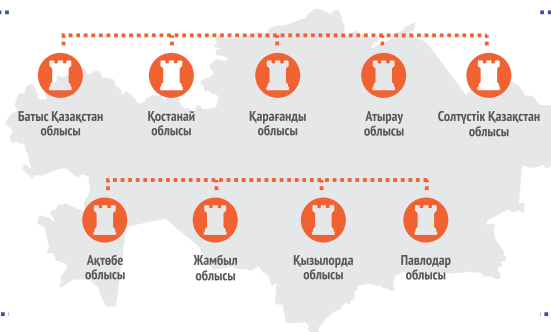 Батыс Қазақстан
облысы
Қостанай
облысы
Қарағанды
облысы
Атырау
облысы
Солтүстік Қазақстан
облысы
Ақтөбе
облысы
Жамбыл
облысы
Қызылорда
облысы
Павлодар
облысы